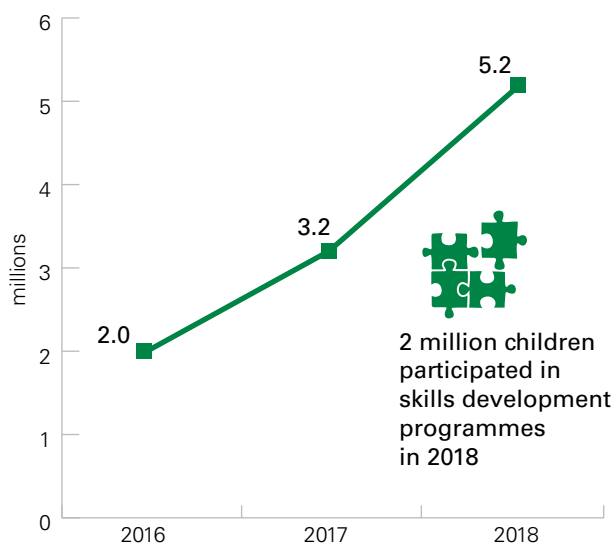 6
5
4
3
2
1
0
millions
2.0
3.2
5.2
2 million children
participated in
skills development
programmes
in 2018
2016
2017
2018